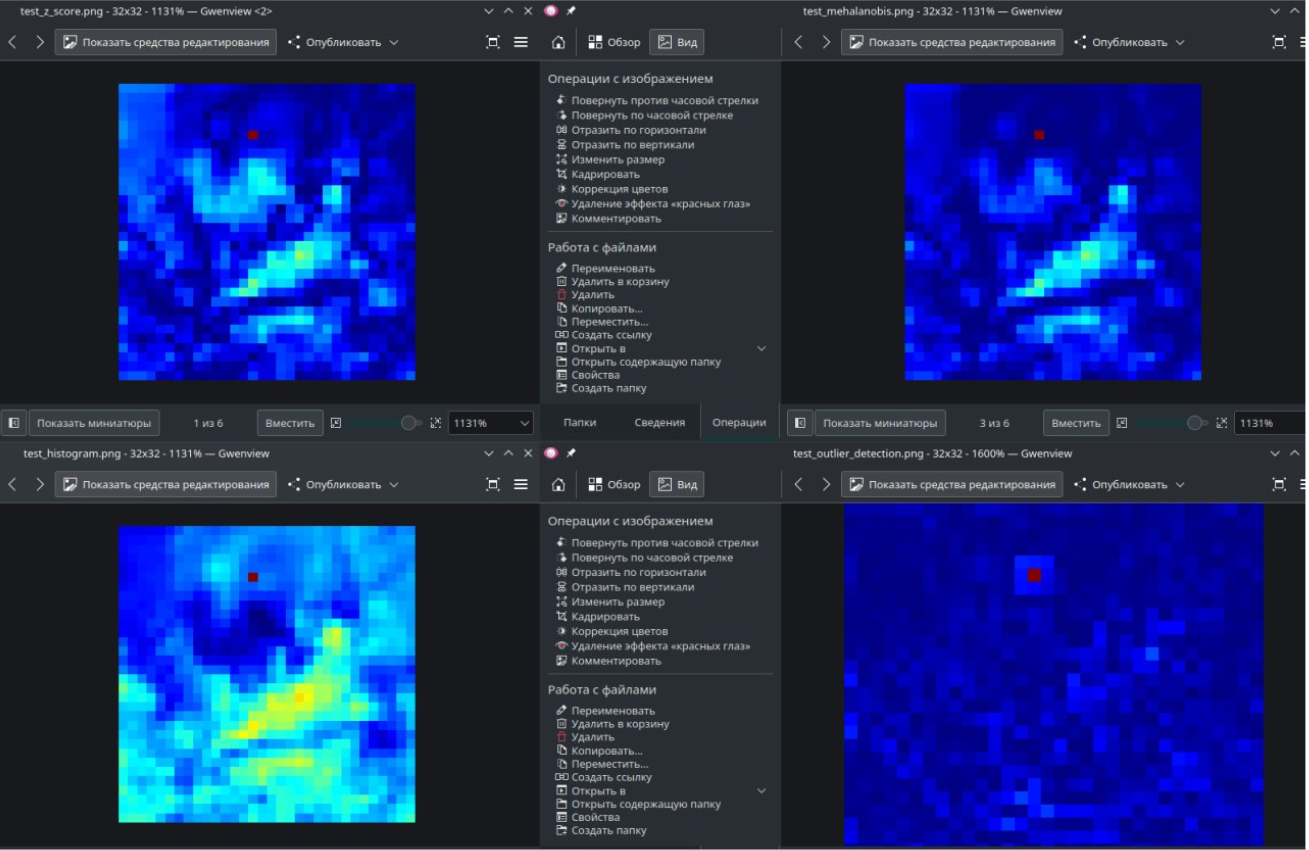 test_z_score.png - 32x32 - 1131% — Gwenview <2>
Показать средства редактирования
Опубликовать
Обзор
Вид
Операции с изображением
Повернуть против часовой стрелки
Повернуть по часовой стрелке
Отразить по горизонтали
Отразить по вертикали
Изменить размер
Кадрировать
Коррекция цветов
Удаление эффекта «красных глаз»
Комментировать
Работа с файлами
Переименовать
Удалить в корзину
Удалить
Копировать...
Переместить...
Создать ссылку
Открыть в
Открыть содержащую папку
Свойства
Создать папку
Показать миниатюры
1 из 6
Вместить
1131%
Папки
Сведения
Операции
test_mehalanobis.png - 32x32 - 1131% — Gwenview
Показать средства редактирования
Опубликовать
Показать миниатюры
3 из 6
Вместить
1131%
test_histogram.png - 32x32 - 1131% — Gwenview
Показать средства редактирования
Опубликовать
Обзор
Вид
Операции с изображением
Повернуть против часовой стрелки
Повернуть по часовой стрелке
Отразить по горизонтали
Отразить по вертикали
Изменить размер
Кадрировать
Коррекция цветов
Удаление эффекта «красных глаз»
Комментировать
Работа с файлами
Переименовать
Удалить в корзину
Удалить
Копировать...
Переместить...
Создать ссылку
Открыть в
Открыть содержащую папку
Свойства
Создать папку
test_outlier_detection.png - 32x32 - 1600% — Gwenview
Показать средства редактирования
Опубликовать